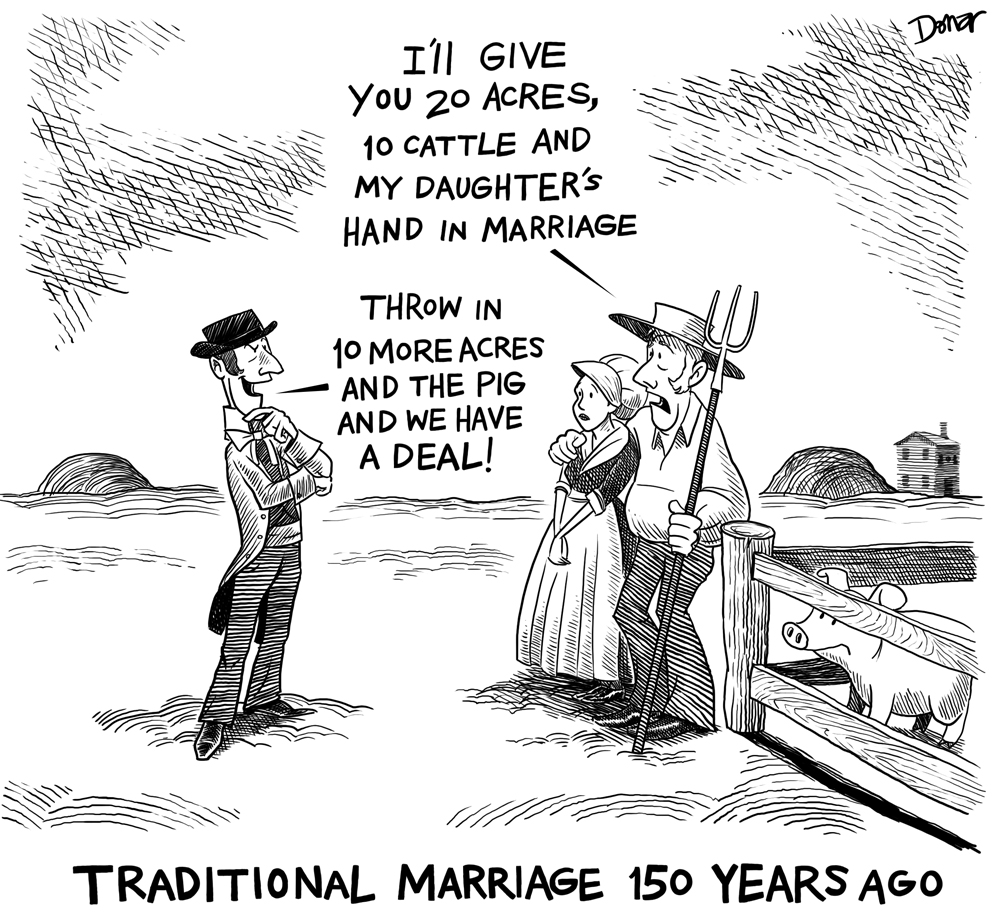 Donar
I'll GIVE
YOU 20 ACRES,
10 CATTLE AND
MY DAUGHTER'S
HAND IN MARRIAGE
THROW IN
10 MORE ACRES
AND THE PIG
AND WE HAVE
A DEAL!
TRADITIONAL MARRIAGE 150 YEARS AGO